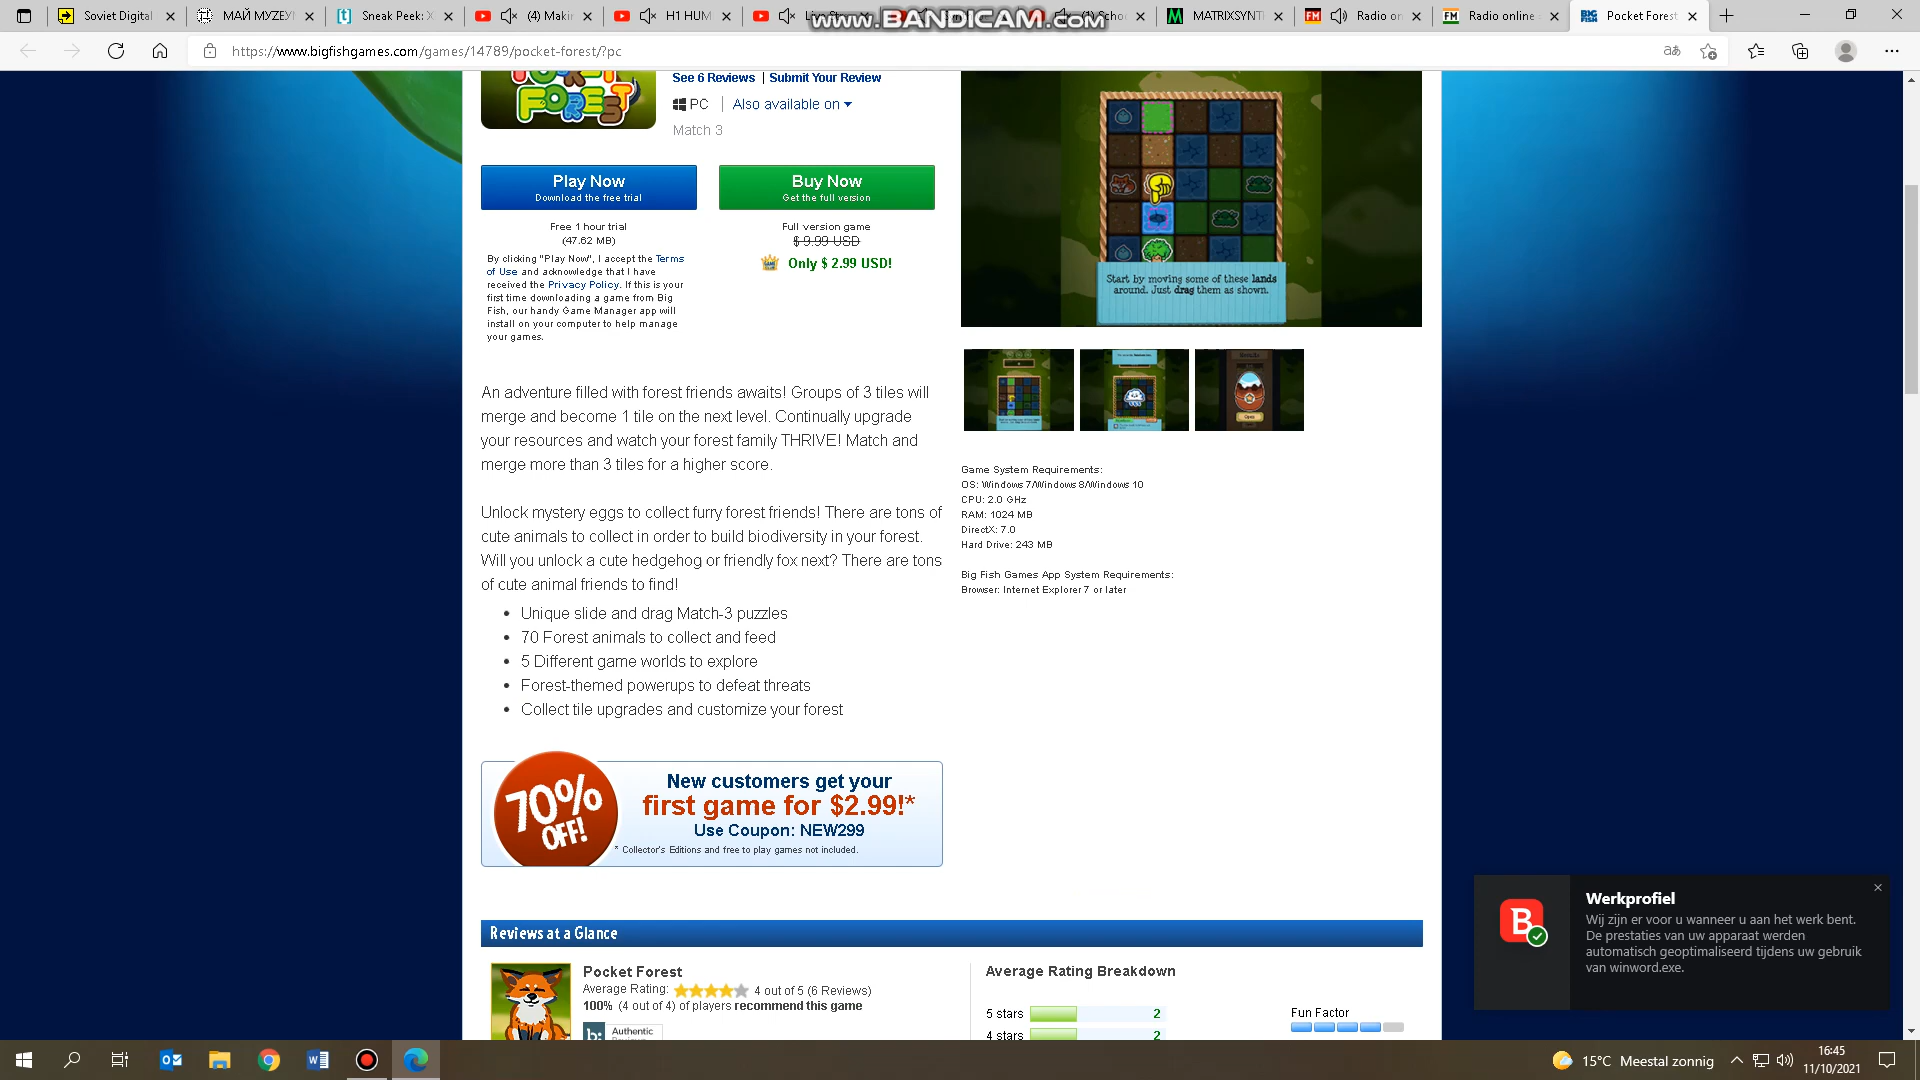 Soviet Digital
МАЙ МУZЕУ
Sneak Peek:
(4) Makin
H1 HUM
www.BANDICAM.com
MATRIXSYNT
Radio on
Radio online
Pocket Forest
https://www.bigfishgames.com/games/14789/pocket-forest/?pc
FOREST
See 6 Reviews | Submit Your Review
PC | Also available on
Match 3
Play Now
Download the free trial
Buy Now
Get the full version
Free 1 hour trial
(47.62 MB)
Full version game
$ 9.99 USD
Only $ 2.99 USD!
By clicking "Play Now", I accept the Terms
of Use and acknowledge that I have
received the Privacy Policy. If this is your
first time downloading a game from Big
Fish, our handy Game Manager app will
install on your computer to help manage
your games.
Start by moving some of these lands
around. Just drag them as shown.
An adventure filled with forest friends awaits! Groups of 3 tiles will
merge and become 1 tile on the next level. Continually upgrade
your resources and watch your forest family THRIVE! Match and
merge more than 3 tiles for a higher score.
Unlock mystery eggs to collect furry forest friends! There are tons of
cute animals to collect in order to build biodiversity in your forest.
Will you unlock a cute hedgehog or friendly fox next? There are tons
of cute animal friends to find!
• Unique slide and drag Match-3 puzzles
• 70 Forest animals to collect and feed
• 5 Different game worlds to explore
• Forest-themed powerups to defeat threats
• Collect tile upgrades and customize your forest
Game System Requirements:
OS: Windows 7/Windows 8/Windows 10
CPU: 2.0 GHz
RAM: 1024 MB
DirectX: 7.0
Hard Drive: 243 MB
Big Fish Games App System Requirements:
Browser: Internet Explorer 7 or later
70%
OFF!
New customers get your
first game for $2.99!*
Use Coupon: NEW299
* Collector's Editions and free to play games not included.
Reviews at a Glance
Pocket Forest
Average Rating: 4 out of 5 (6 Reviews)
100% (4 out of 4) of players recommend this game
b: Authentic
Average Rating Breakdown
5 stars 2
4 stars 2
Fun Factor
Werkprofiel
Wij zijn er voor u wanneer u aan het werk bent.
De prestaties van uw apparaat werden
automatisch geoptimaliseerd tijdens uw gebruik
van winword.exe.
15°C Meestal zonnig
16:45
11/10/2021